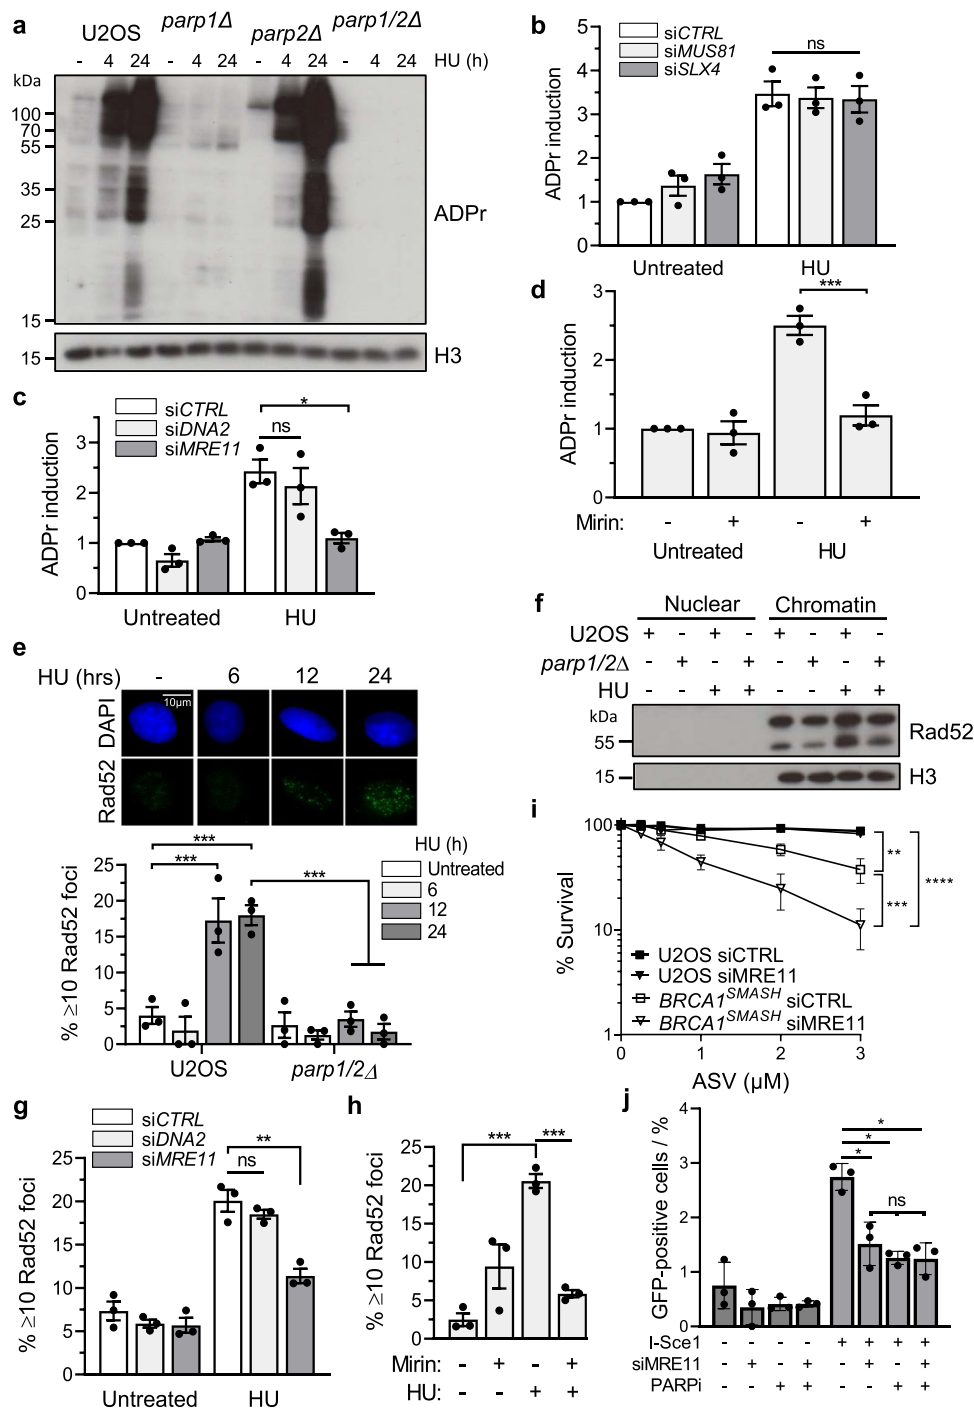 a
U2OS parp1Δ parp2Δ parp1/2Δ
- 4 24 - 4 24 - 4 24 - 4 24 HU (h)
kDa
100
70
55
35
25
15
ADPr
15
H3
b
siCTRL
siMUS81
siSLX4
ns
ADPr induction
5
4
3
2
1
0
Untreated HU
c
siCTRL
siDNA2
siMRE11
*
ns
ADPr induction
3
2
1
0
Untreated HU
d
***
ADPr induction
3
2
1
0
Mirin: - + - +
Untreated HU
e
HU (hrs) - 6 12 24
10µm
DAPI
Rad52
HU (h)
Untreated
6
12
24
***
***
***
% ≥10 Rad52 foci
25
20
15
10
5
0
U2OS parp1/2Δ
f
Nuclear Chromatin
U2OS + - + - + - + -
parp1/2Δ - + - + - + - +
HU - - + + - - + +
kDa
55
Rad52
15
H3
g
siCTRL
siDNA2
siMRE11
**
ns
% ≥10 Rad52 foci
25
20
15
10
5
0
Untreated HU
h
***
***
% ≥10 Rad52 foci
25
20
15
10
5
0
Mirin: - + - +
HU: - - + +
i
% Survival
100
10
1
**
***
****
U2OS siCTRL
U2OS siMRE11
BRCA1SMASH siCTRL
BRCA1SMASH siMRE11
0 1 2 3
ASV (µM)
j
GFP-positive cells / %
4
3
2
1
0
*
*
*
ns
I-Sce1 - - - - + + + +
siMRE11 - + - + - + - +
PARPi - - + + - - + +